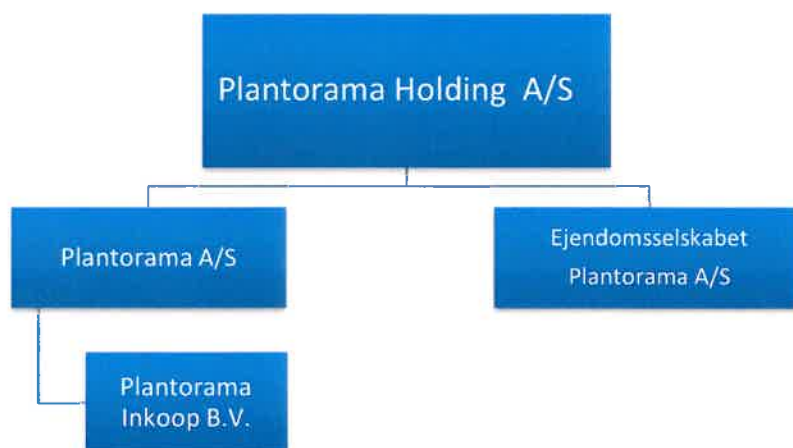 Plantorama Holding A/S
Plantorama A/S
Ejendomsselskabet
Plantorama A/S
Plantorama
Inkoop B.V.